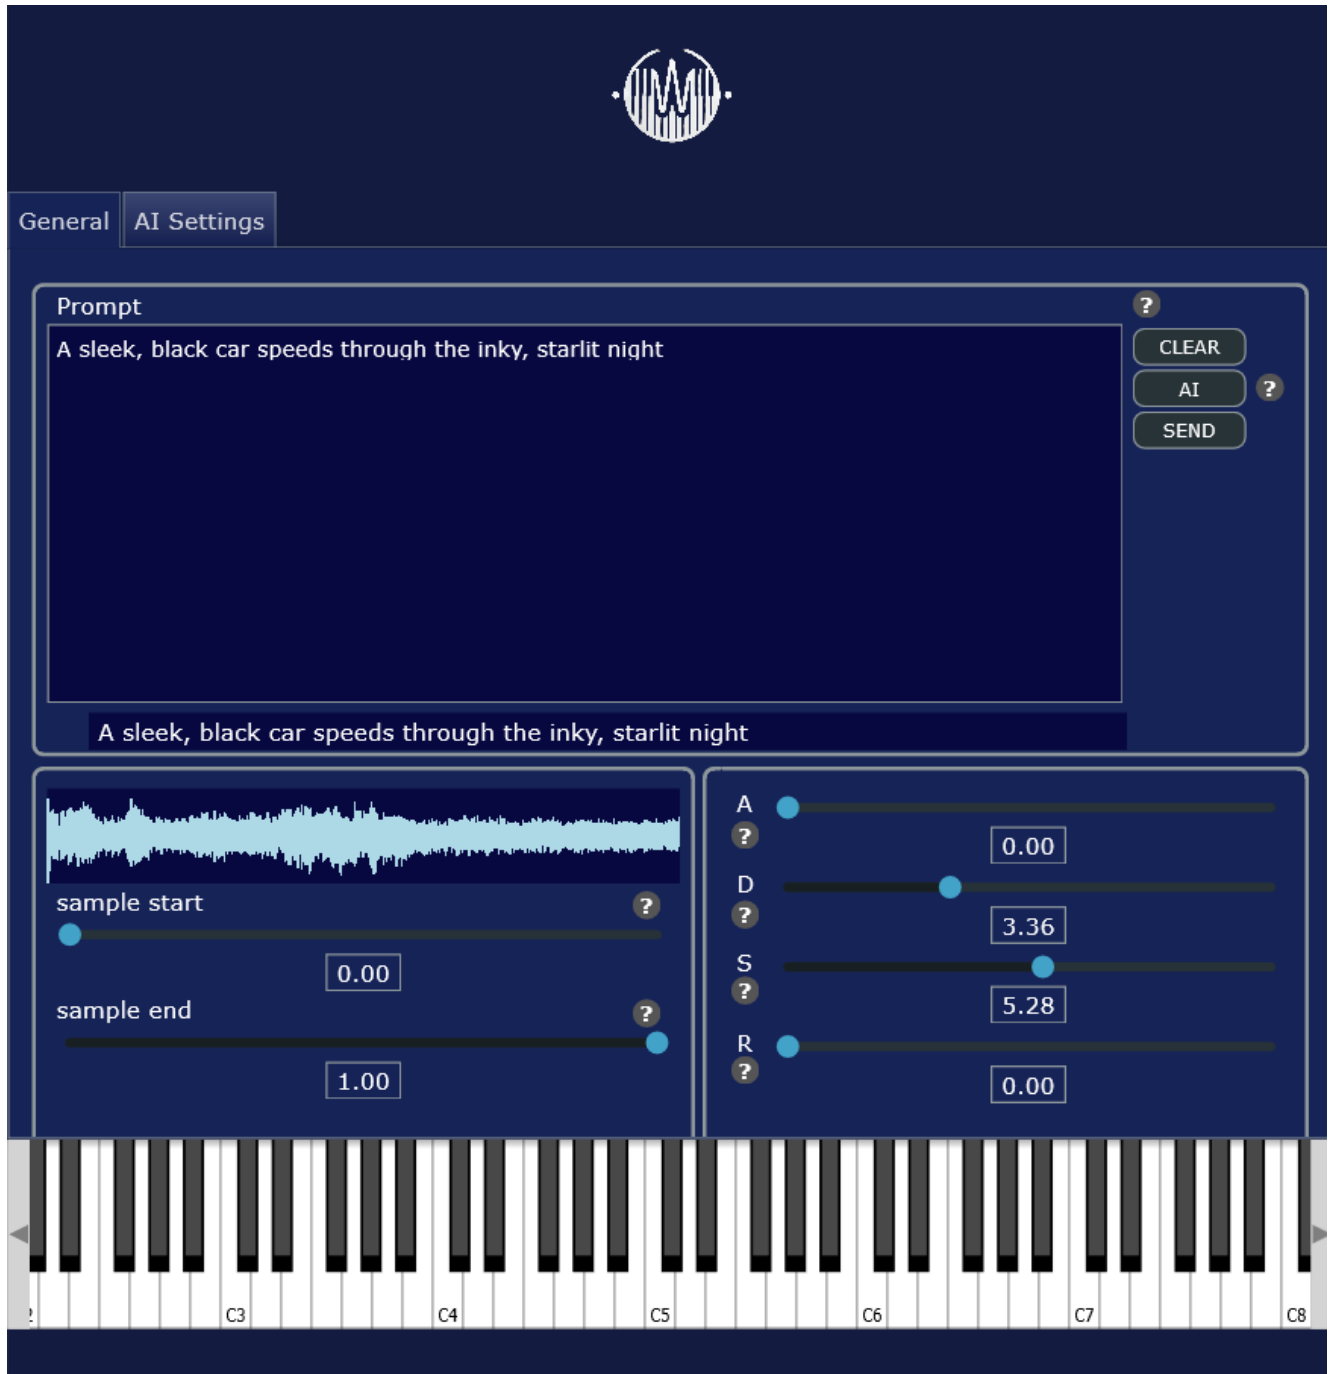 General
AI Settings
Prompt
?
A sleek, black car speeds through the inky, starlit night
CLEAR
AI
?
SEND
A sleek, black car speeds through the inky, starlit night
sample start
?
0.00
sample end
?
1.00
A
?
0.00
D
?
3.36
S
?
5.28
R
?
0.00
C3
C4
C5
C6
C7
C8